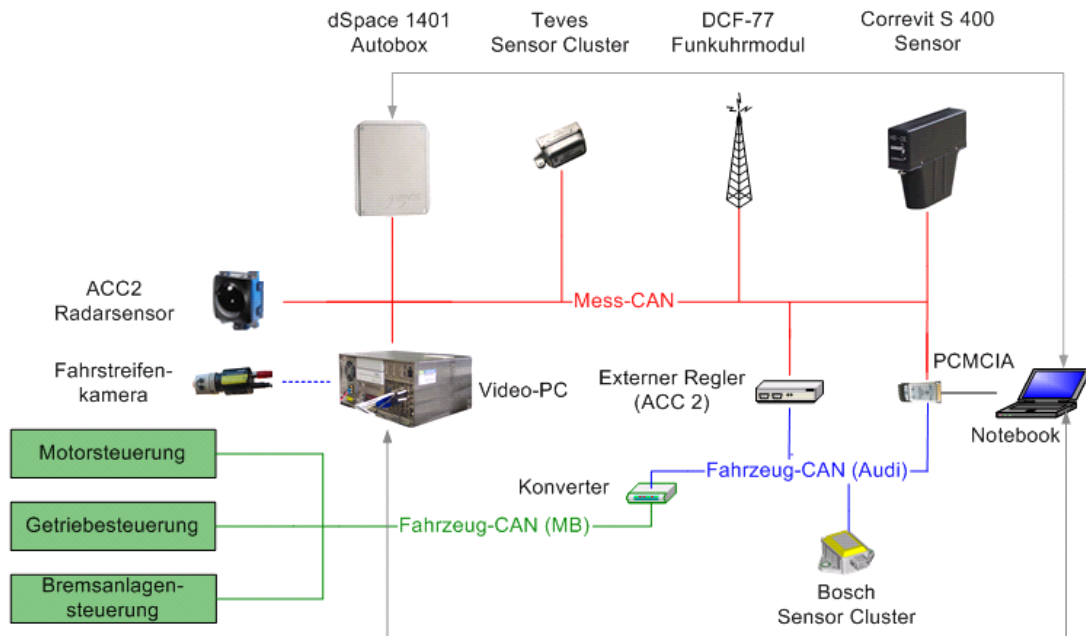 dSpace 1401
Autobox
Teves
Sensor Cluster
DCF-77
Funkuhrmodul
Correvit S 400
Sensor
ACC2
Radarsensor
Mess-CAN
Fahrstreifen-
kamera
Video-PC
Externer Regler
(ACC 2)
PCMCIA
Notebook
Motorsteuerung
Getriebesteuerung
Bremsanlagen-
steuerung
Fahrzeug-CAN (MB)
Konverter
Fahrzeug-CAN (Audi)
Bosch
Sensor Cluster